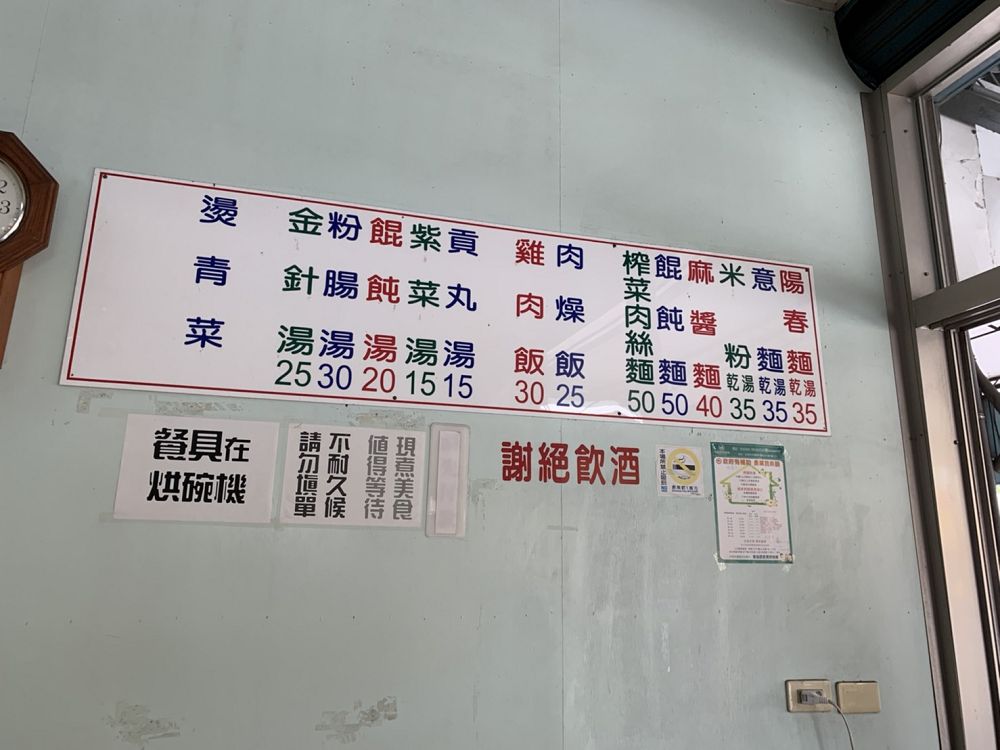 陽春麵 乾湯 35
意麵 乾湯 35
米粉 乾湯 35
麻醬麵 40
餛飩麵 50
榨菜肉絲麵 50
肉燥飯 25
雞肉飯 30
貢丸湯 15
紫菜湯 15
餛飩湯 20
粉腸湯 30
金針湯 25
燙青菜
餐具在
烘碗機
現煮美食
值得等待
不耐久候
請勿填單
謝絕飲酒